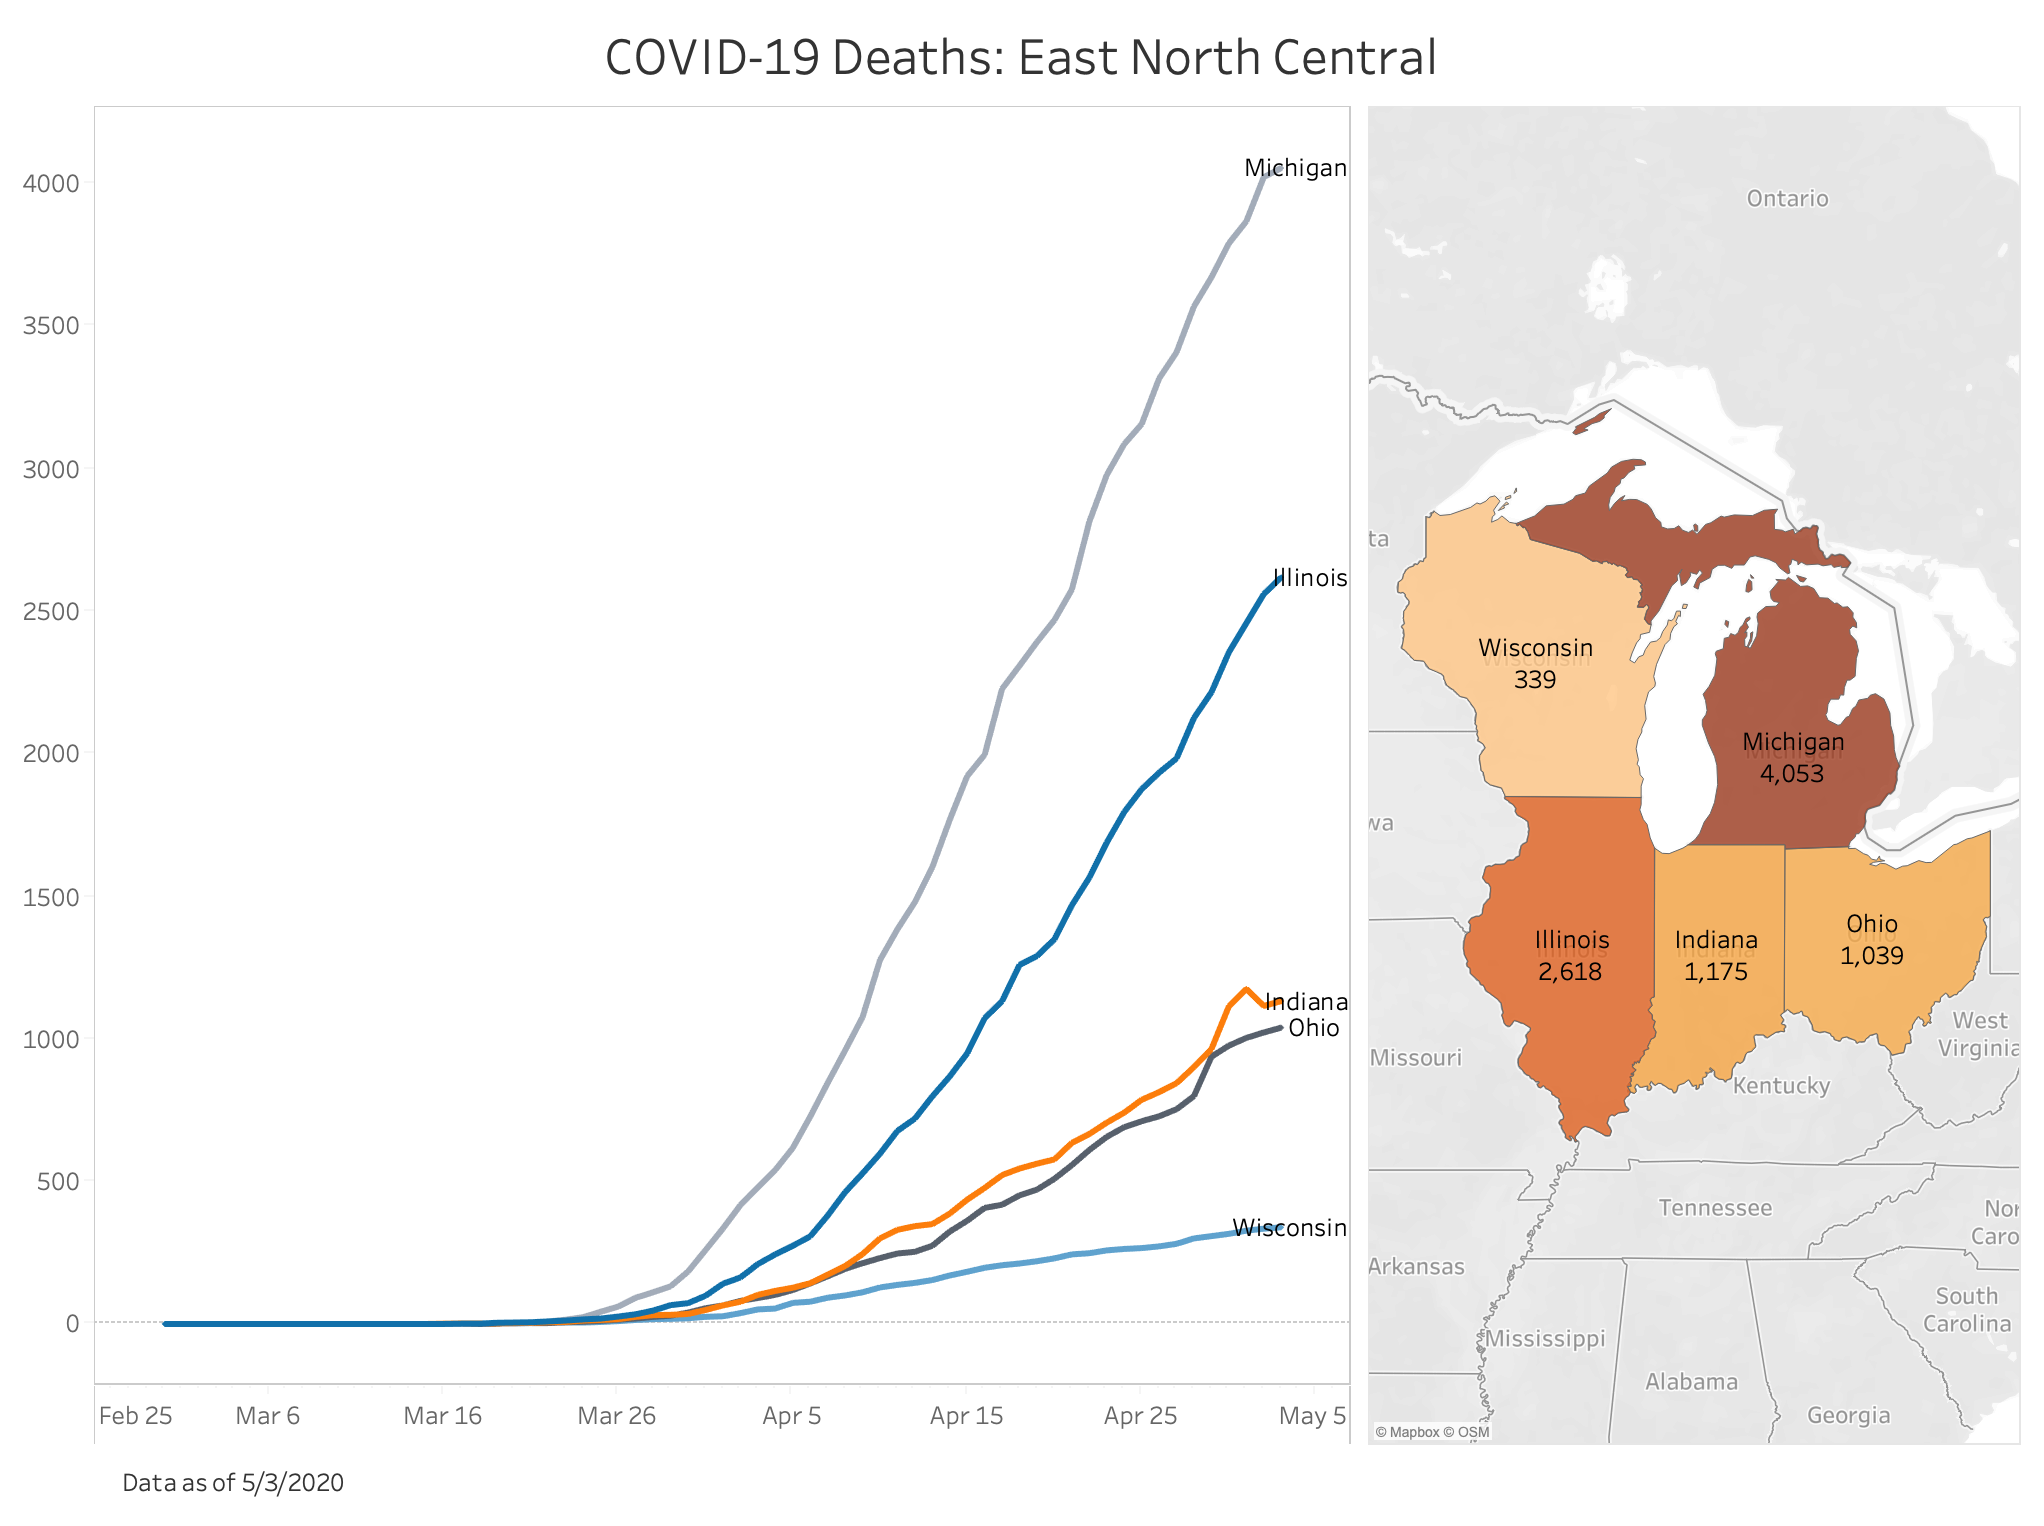 COVID-19 Deaths: East North Central
4000
3500
3000
2500
2000
1500
1000
500
0
Michigan
Illinois
Indiana
Ohio
Wisconsin
Feb 25
Mar 6
Mar 16
Mar 26
Apr 5
Apr 15
Apr 25
May 5
Data as of 5/3/2020
Ontario
ta
Wisconsin
339
Michigan
4,053
wa
Illinois
2,618
Indiana
1,175
Ohio
1,039
Missouri
West
Virginia
Kentucky
Tennessee
Nor
Caro
Arkansas
South
Carolina
Mississippi
Alabama
Georgia
© Mapbox © OSM